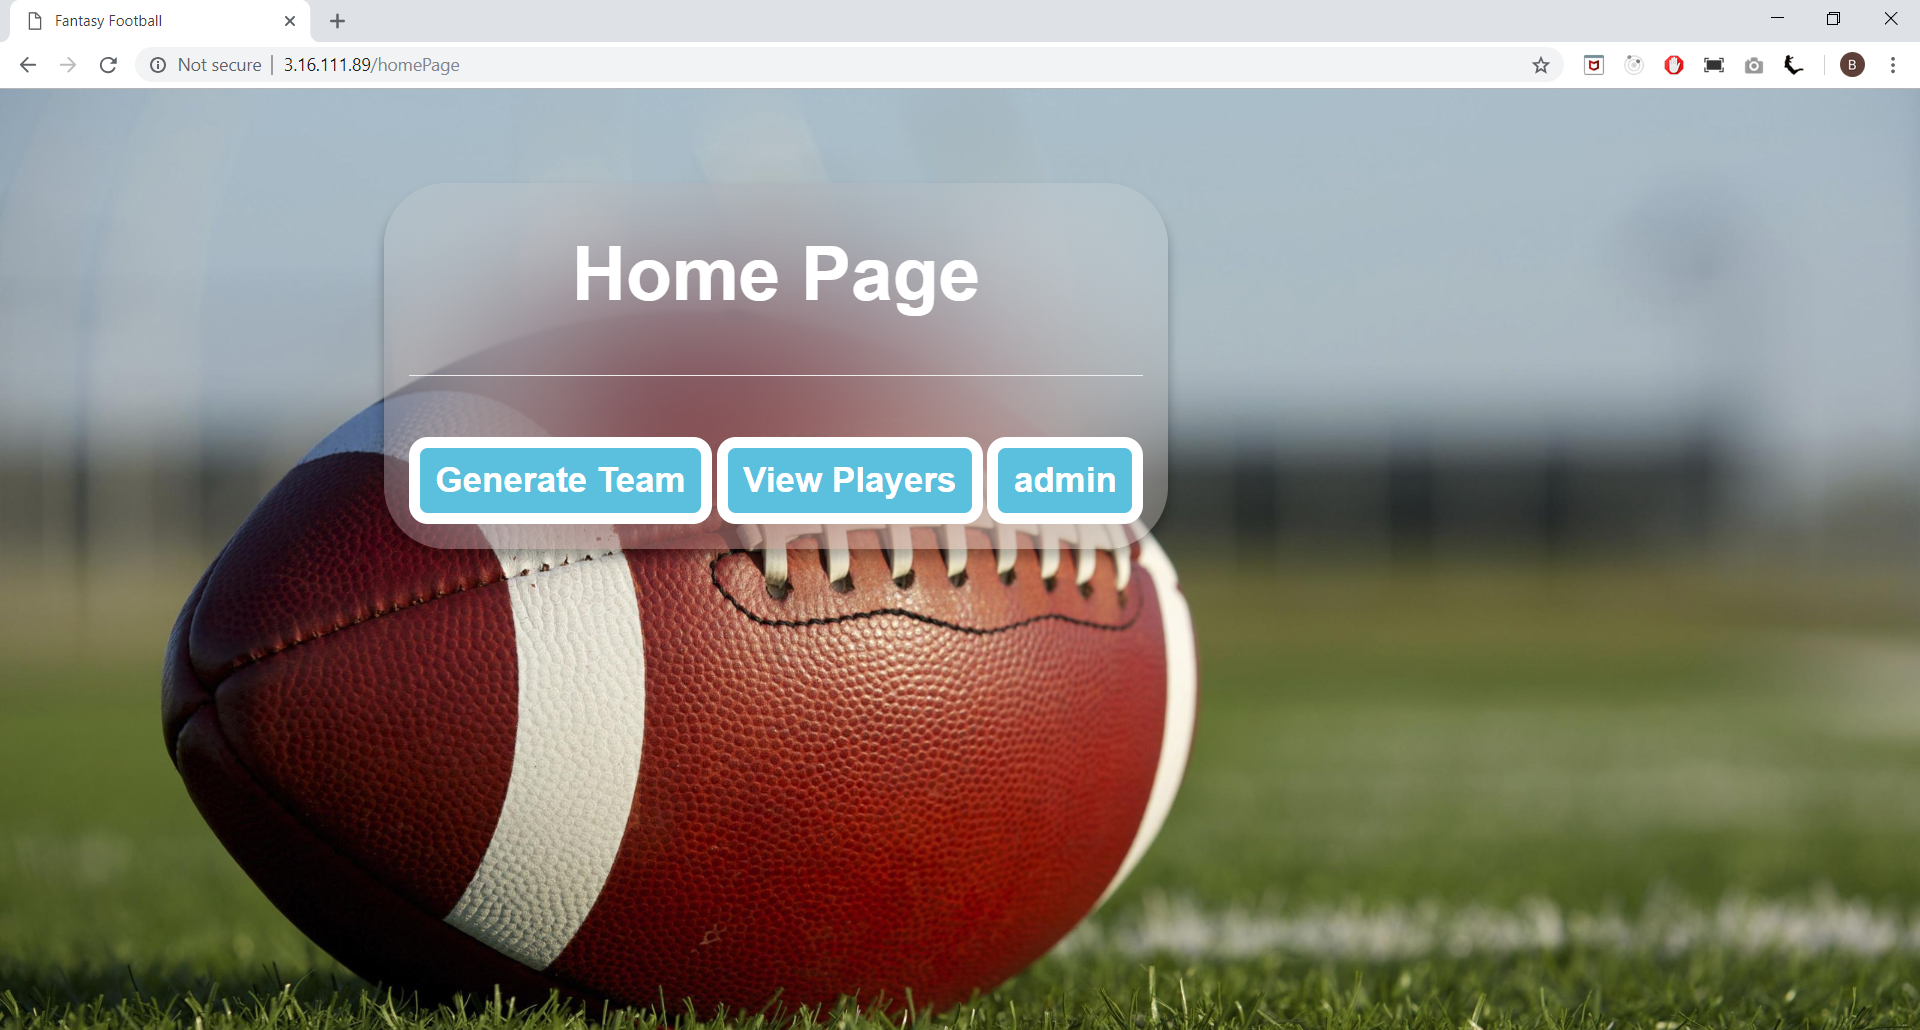 Fantasy Football
Not secure | 3.16.111.89/homePage
B
Home Page
Generate Team
View Players
admin